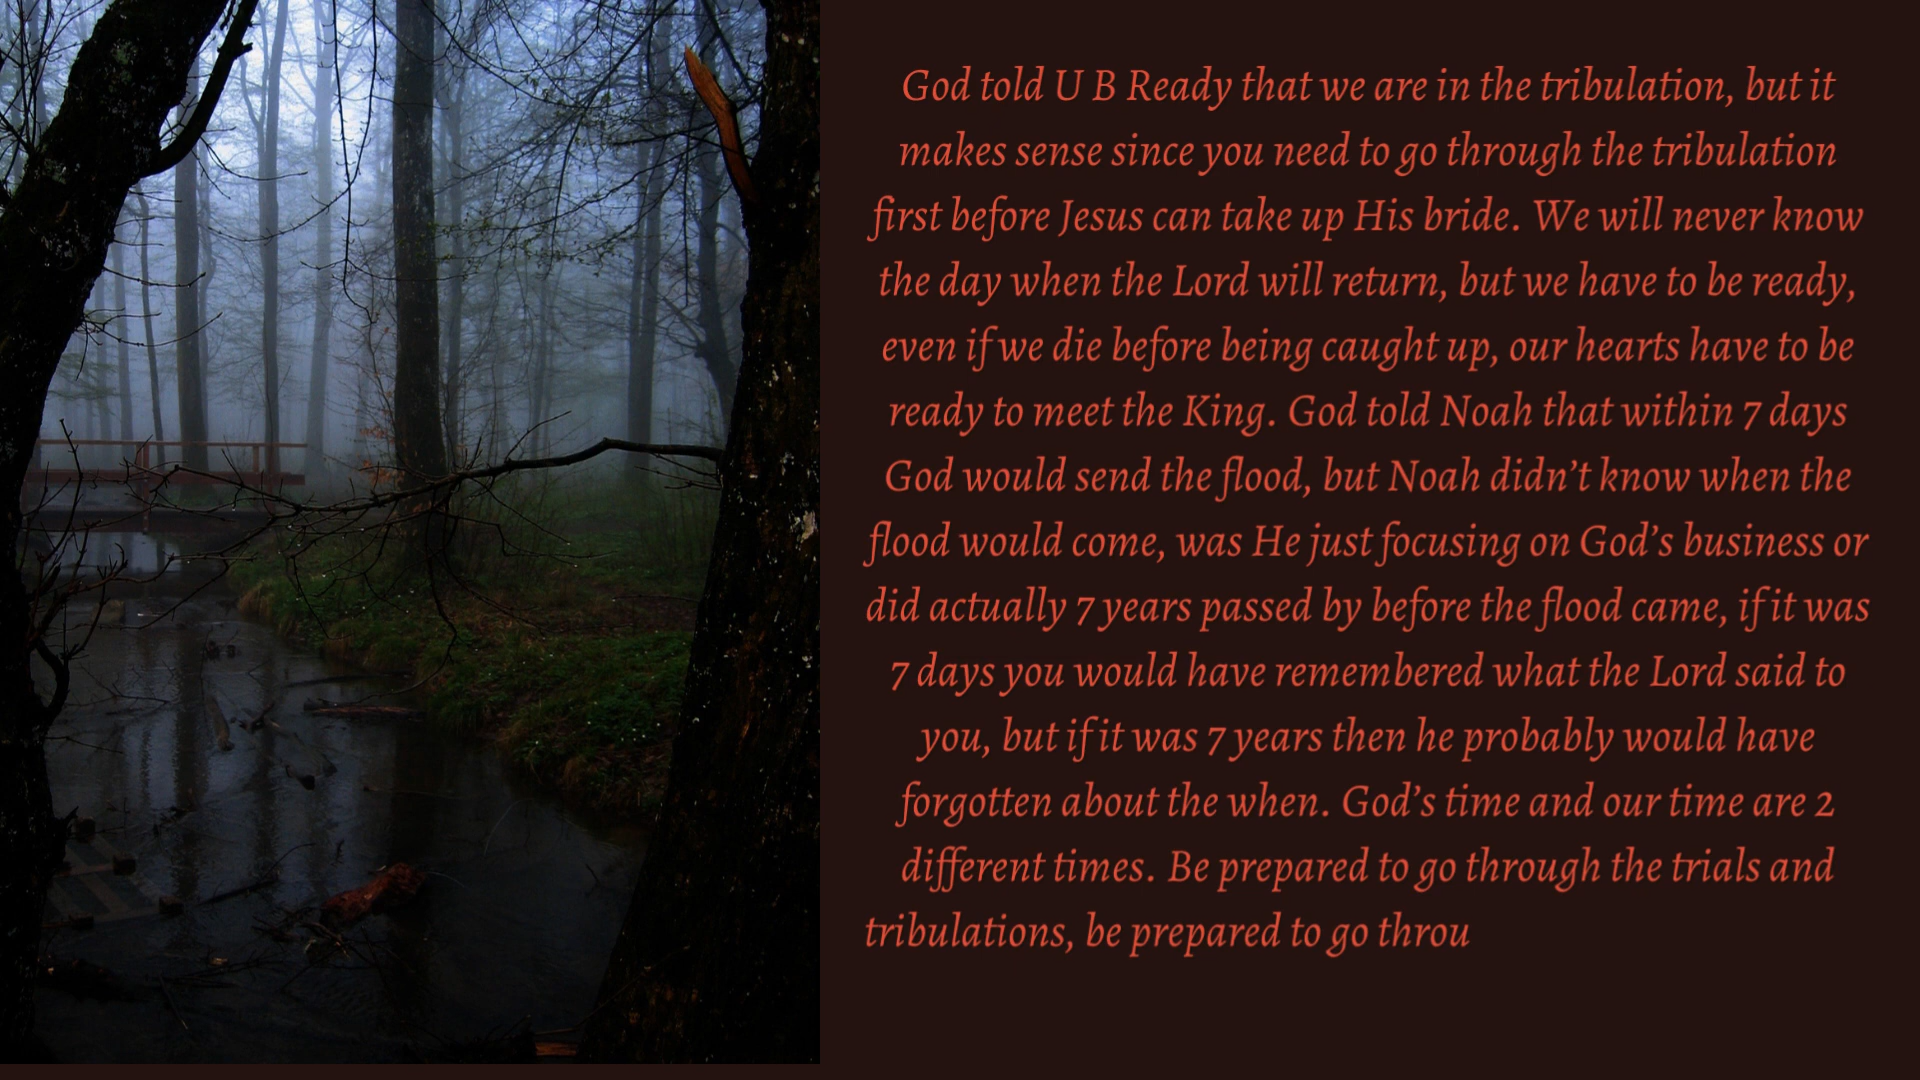 God told U B Ready that we are in the tribulation, but it
makes sense since you need to go through the tribulation
first before Jesus can take up His bride. We will never know
the day when the Lord will return, but we have to be ready,
even if we die before being caught up, our hearts have to be
ready to meet the King. God told Noah that within 7 days
God would send the flood, but Noah didn’t know when the
flood would come, was He just focusing on God’s business or
did actually 7 years passed by before the flood came, if it was
7 days you would have remembered what the Lord said to
you, but if it was 7 years then he probably would have
forgotten about the when. God’s time and our time are 2
different times. Be prepared to go through the trials and
tribulations, be prepared to go throu